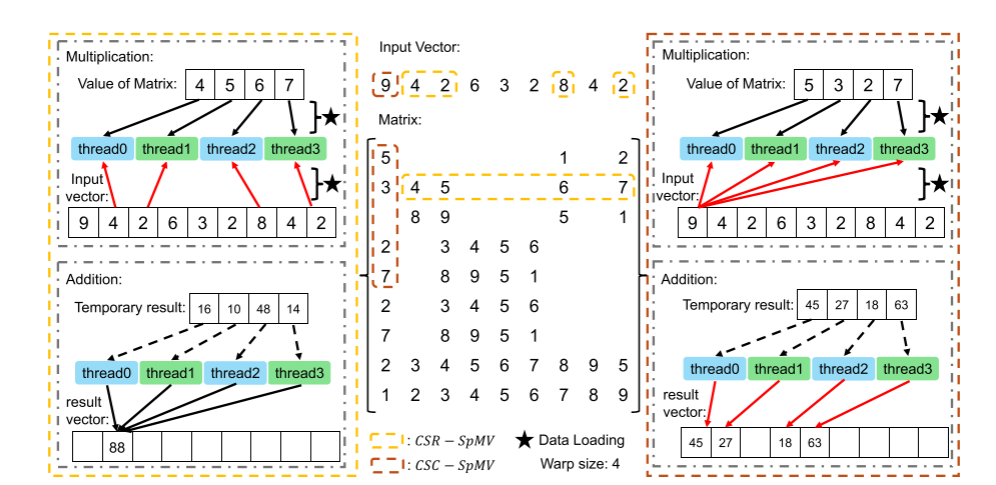 Multiplication:
Value of Matrix: 4 5 6 7
thread0 thread1 thread2 thread3
Input
vector:
9 4 2 6 3 2 8 4 2
Addition:
Temporary result: 16 10 48 14
thread0 thread1 thread2 thread3
result
vector:
88
Input Vector:
9 4 2 6 3 2 8 4 2
Matrix:
5 1 2
3 4 5 6 7
8 9 5 1
2 3 4 5 6
7 8 9 5 1
2 3 4 5 6
7 8 9 5 1
2 3 4 5 6 7 8 9 5
1 2 3 4 5 6 7 8 9
: CSR − SpMV
: CSC − SpMV
★ Data Loading
Warp size: 4
Multiplication:
Value of Matrix: 5 3 2 7
thread0 thread1 thread2 thread3
Input
vector:
9 4 2 6 3 2 8 4 2
Addition:
Temporary result: 45 27 18 63
thread0 thread1 thread2 thread3
result
vector:
45 27 18 63